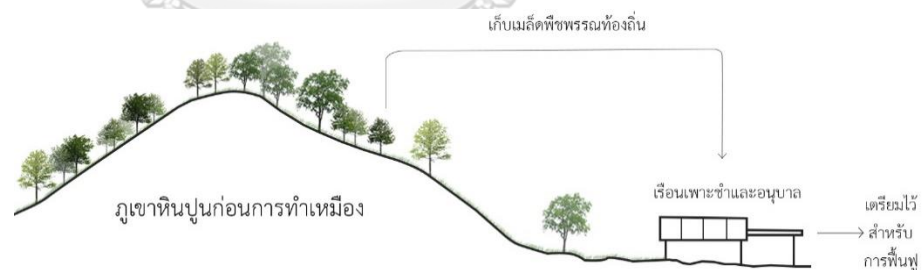 เก็บเมล็ดพืชพรรณท้องถิ่น
ภูเขาหินปูนก่อนการทำเหมือง
เรือนเพาะชำและอนุบาล
เตรียมไว้
สำหรับ
การฟื้นฟู